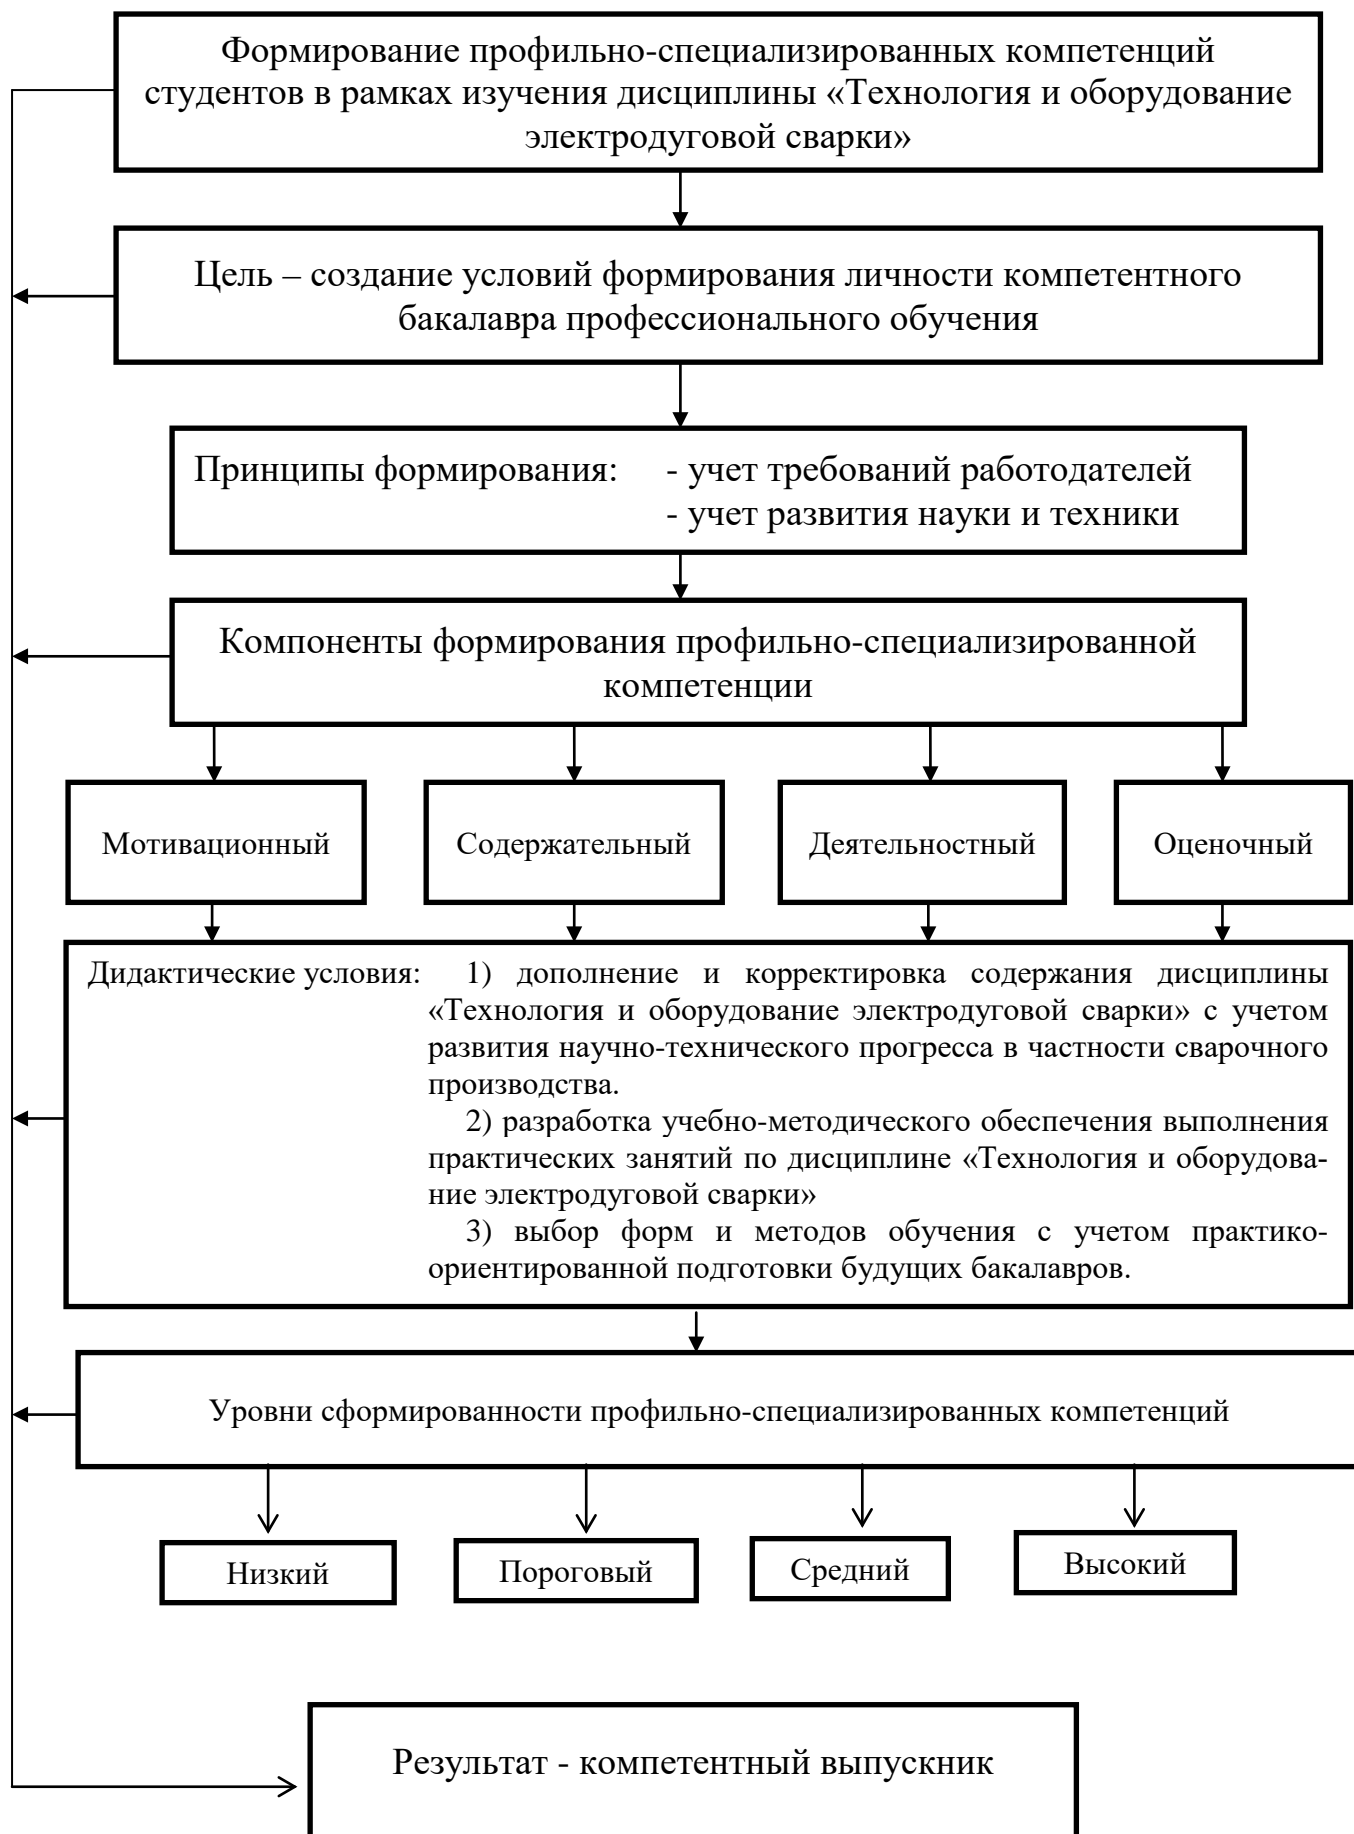 Формирование профильно-специализированных компетенций
студентов в рамках изучения дисциплины «Технология и оборудование
электродуговой сварки»
Цель – создание условий формирования личности компетентного
бакалавра профессионального обучения
Принципы формирования: - учет требований работодателей
- учет развития науки и техники
Компоненты формирования профильно-специализированной
компетенции
Мотивационный
Содержательный
Деятельностный
Оценочный
Дидактические условия: 1) дополнение и корректировка содержания дисциплины
«Технология и оборудование электродуговой сварки» с учетом
развития научно-технического прогресса в частности сварочного
производства.
2) разработка учебно-методического обеспечения выполнения
практических занятий по дисциплине «Технология и оборудова-
ние электродуговой сварки»
3) выбор форм и методов обучения с учетом практико-
ориентированной подготовки будущих бакалавров.
Уровни сформированности профильно-специализированных компетенций
Низкий
Пороговый
Средний
Высокий
Результат - компетентный выпускник